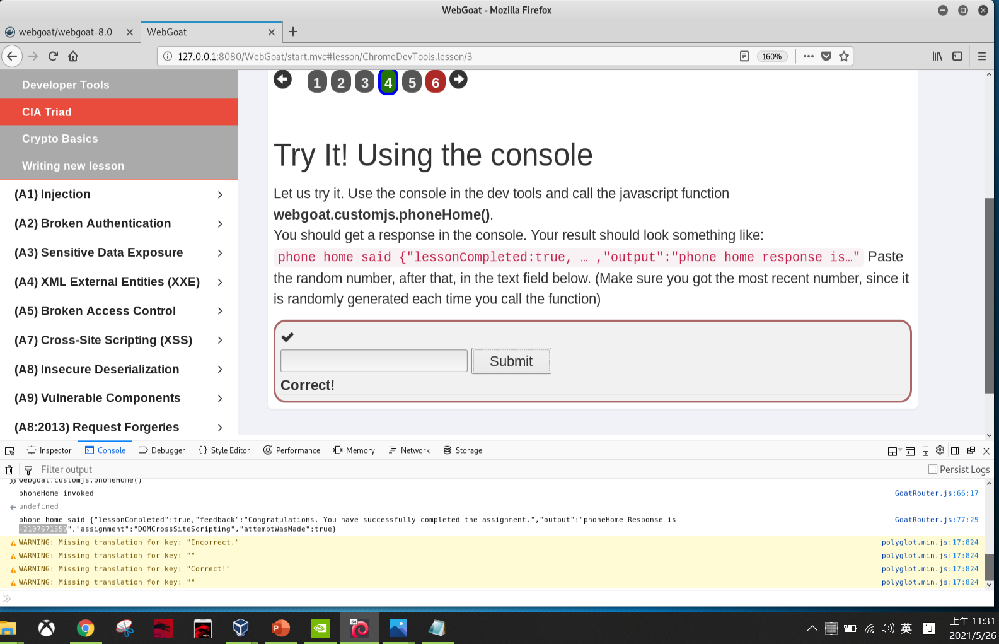 WebGoat - Mozilla Firefox
webgoat/webgoat-8.0
WebGoat
127.0.0.1:8080/WebGoat/start.mvc#lesson/ChromeDevTools.lesson/3
160%
Developer Tools
CIA Triad
Crypto Basics
Writing new lesson
(A1) Injection
(A2) Broken Authentication
(A3) Sensitive Data Exposure
(A4) XML External Entities (XXE)
(A5) Broken Access Control
(A7) Cross-Site Scripting (XSS)
(A8) Insecure Deserialization
(A9) Vulnerable Components
(A8:2013) Request Forgeries
1 2 3 4 5 6
Try It! Using the console
Let us try it. Use the console in the dev tools and call the javascript function
webgoat.customjs.phoneHome().
You should get a response in the console. Your result should look something like:
phone home said {"lessonCompleted:true, … ,"output":"phone home response is…" Paste
the random number, after that, in the text field below. (Make sure you got the most recent number, since it
is randomly generated each time you call the function)
Submit
Correct!
Inspector Console Debugger Style Editor Performance Memory Network Storage
Filter output Persist Logs
webgoat.customjs.phoneHome()
phoneHome invoked GoatRouter.js:66:17
undefined
phone home said {"lessonCompleted":true,"feedback":"Congratulations. You have successfully completed the assignment.","output":"phoneHome Response is GoatRouter.js:77:25
-2107671559","assignment":"DOMCrossSiteScripting","attemptWasMade":true}
WARNING: Missing translation for key: "Incorrect." polyglot.min.js:17:824
WARNING: Missing translation for key: "" polyglot.min.js:17:824
WARNING: Missing translation for key: "Correct!" polyglot.min.js:17:824
WARNING: Missing translation for key: "" polyglot.min.js:17:824
64
英
上午 11:31
2021/5/26